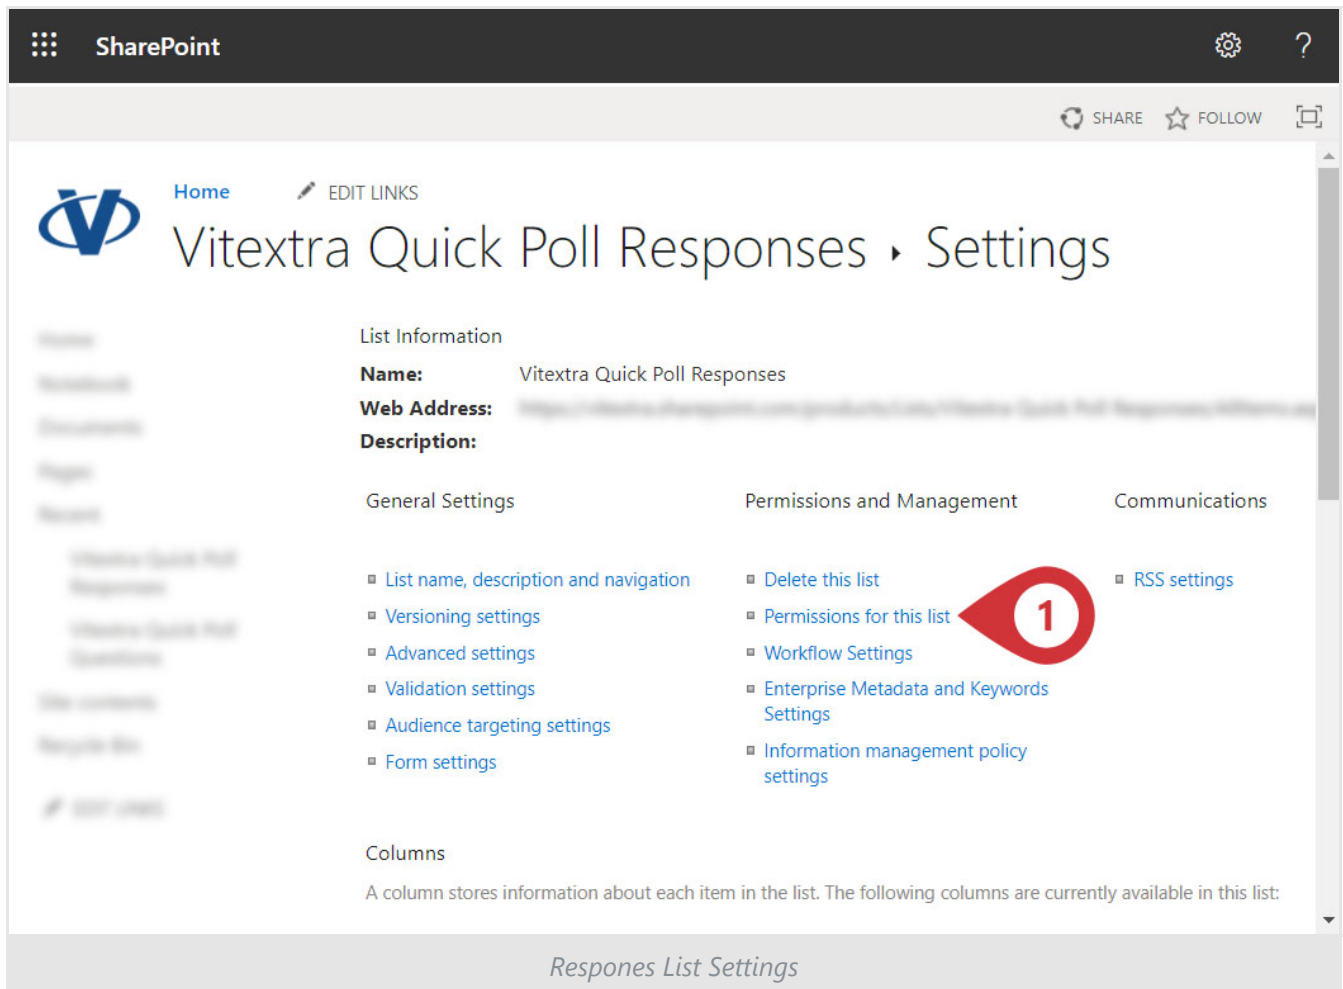 SharePoint
?
SHARE FOLLOW
Home EDIT LINKS
Vitextra Quick Poll Responses ▸ Settings
List Information
Name: Vitextra Quick Poll Responses
Web Address:
Description:
General Settings
Permissions and Management
Communications
List name, description and navigation
Versioning settings
Advanced settings
Validation settings
Audience targeting settings
Form settings
Delete this list
Permissions for this list
1
Workflow Settings
Enterprise Metadata and Keywords
Settings
Information management policy
settings
RSS settings
Columns
A column stores information about each item in the list. The following columns are currently available in this list:
Respones List Settings